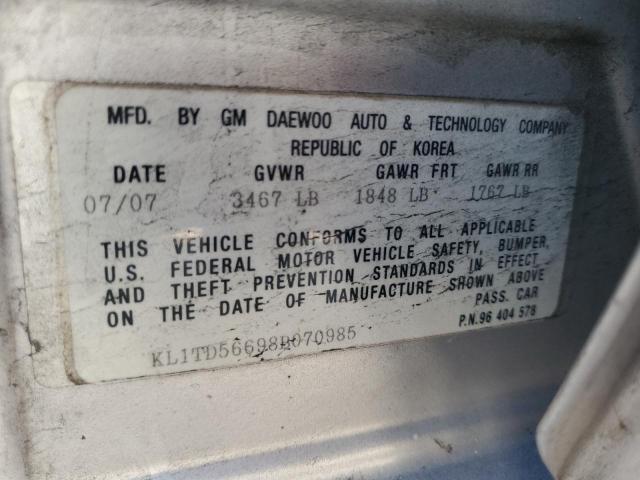 MFD. BY GM DAEWOO AUTO & TECHNOLOGY COMPANY
REPUBLIC OF KOREA
DATE GVWR GAWR FRT GAWR RR
07/07 3467 LB 1848 LB 1767 LB
THIS VEHICLE CONFORMS TO ALL APPLICABLE
U.S. FEDERAL MOTOR VEHICLE SAFETY, BUMPER,
AND THEFT PREVENTION STANDARDS IN EFFECT
ON THE DATE OF MANUFACTURE SHOWN ABOVE
PASS. CAR
P.N.96 404 578
KL1TD56698B070985